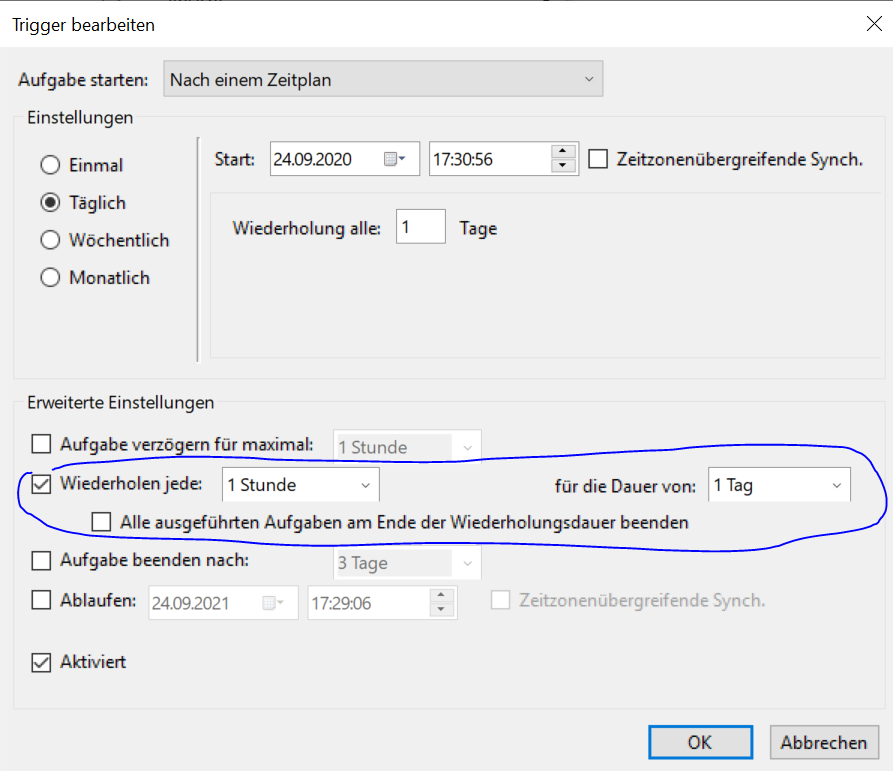 Trigger bearbeiten
Aufgabe starten: Nach einem Zeitplan
Einstellungen
Einmal
Täglich
Wöchentlich
Monatlich
Start: 24.09.2020 17:30:56 Zeitzonenübergreifende Synch.
Wiederholung alle: 1 Tage
Erweiterte Einstellungen
Aufgabe verzögern für maximal: 1 Stunde
Wiederholen jede: 1 Stunde für die Dauer von: 1 Tag
Alle ausgeführten Aufgaben am Ende der Wiederholungsdauer beenden
Aufgabe beenden nach: 3 Tage
Ablaufen: 24.09.2021 17:29:06 Zeitzonenübergreifende Synch.
Aktiviert
OK Abbrechen